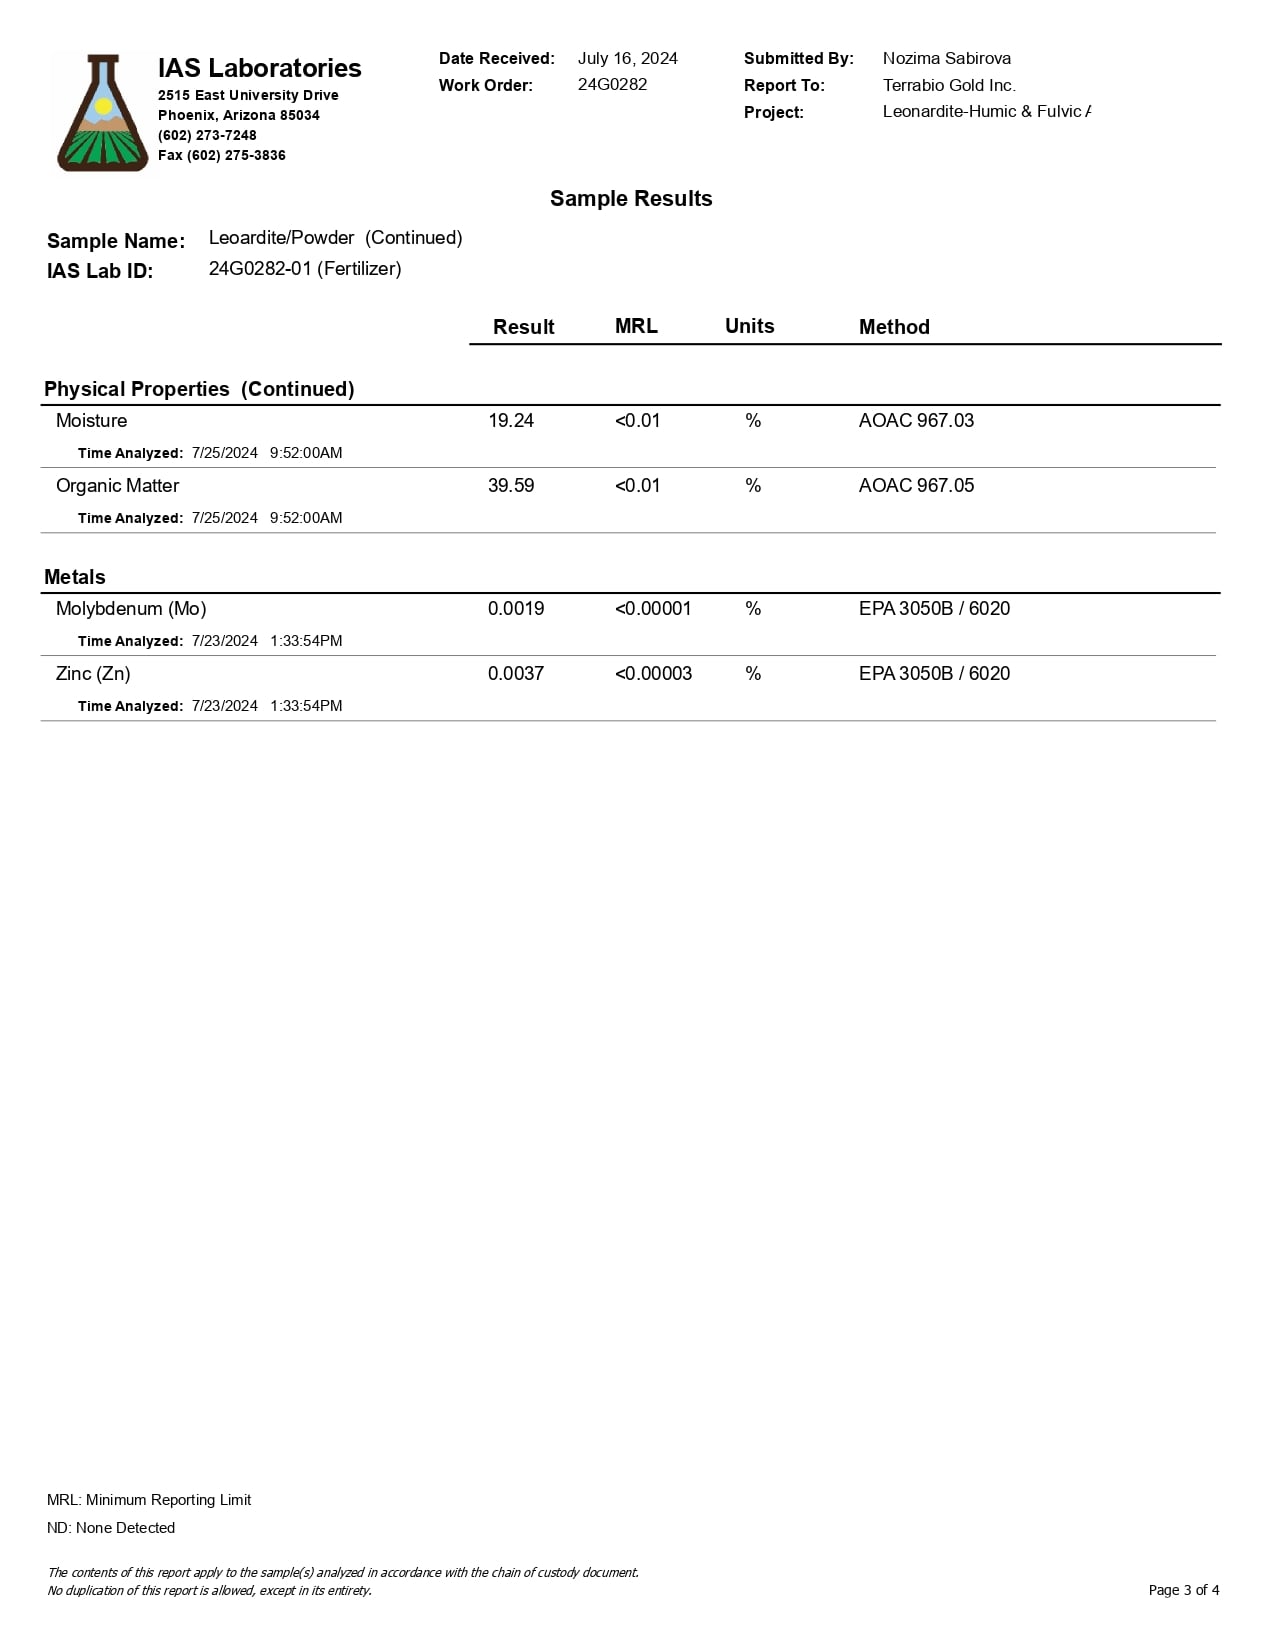 IAS Laboratories
2515 East University Drive
Phoenix, Arizona 85034
(602) 273-7248
Fax (602) 275-3836
Date Received: July 16, 2024
Work Order: 24G0282
Submitted By: Nozima Sabirova
Report To: Terrabio Gold Inc.
Project: Leonardite-Humic & Fulvic
Sample Results
Sample Name: Leoardite/Powder (Continued)
IAS Lab ID: 24G0282-01 (Fertilizer)
Result MRL Units Method
Physical Properties (Continued)
Moisture 19.24 <0.01 % AOAC 967.03
Time Analyzed: 7/25/2024 9:52:00AM
Organic Matter 39.59 <0.01 % AOAC 967.05
Time Analyzed: 7/25/2024 9:52:00AM
Metals
Molybdenum (Mo) 0.0019 <0.00001 % EPA 3050B / 6020
Time Analyzed: 7/23/2024 1:33:54PM
Zinc (Zn) 0.0037 <0.00003 % EPA 3050B / 6020
Time Analyzed: 7/23/2024 1:33:54PM
MRL: Minimum Reporting Limit
ND: None Detected
The contents of this report apply to the sample(s) analyzed in accordance with the chain of custody document.
No duplication of this report is allowed, except in its entirety.
Page 3 of 4